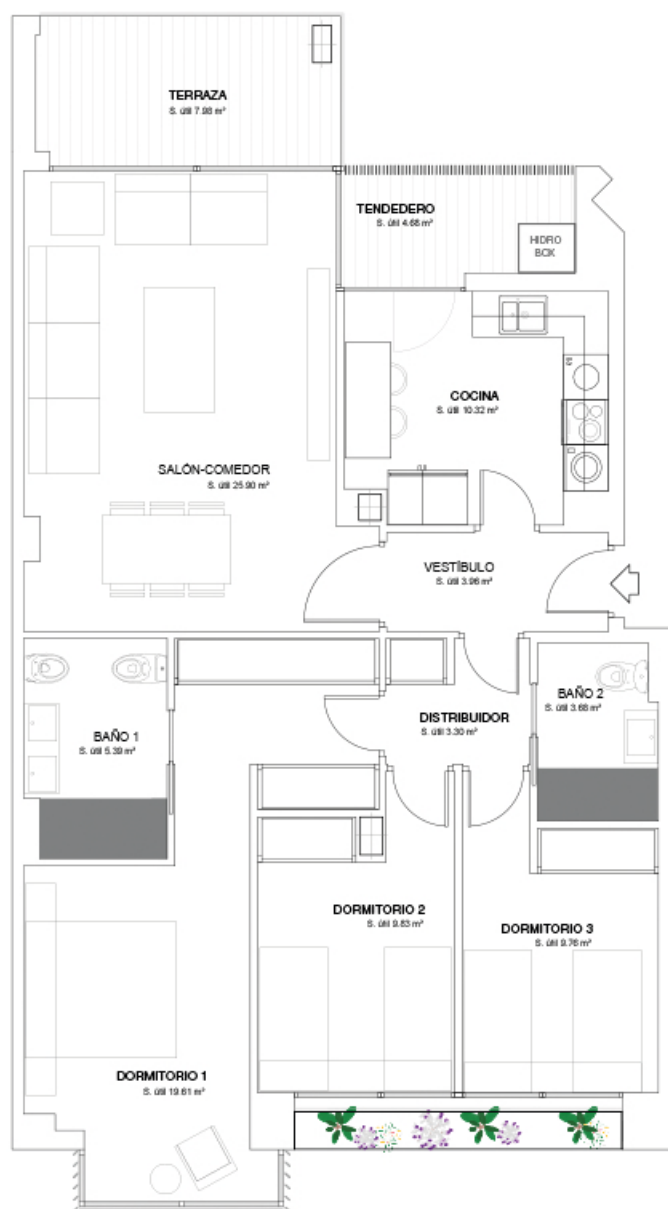 TERRAZA
S. útil 7.98 m²
TENDEDERO
S. útil 4.68 m²
HIDRO
BOX
COCINA
S. útil 10.32 m²
SALÓN-COMEDOR
S. útil 25.90 m²
VESTÍBULO
S. útil 3.96 m²
BAÑO 1
S. útil 5.39 m²
DISTRIBUIDOR
S. útil 3.30 m²
BAÑO 2
S. útil 3.68 m²
DORMITORIO 2
S. útil 9.83 m²
DORMITORIO 3
S. útil 9.76 m²
DORMITORIO 1
S. útil 19.61 m²